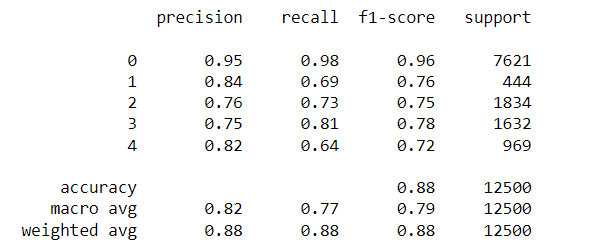 precision recall f1-score support
0 0.95 0.98 0.96 7621
1 0.84 0.69 0.76 444
2 0.76 0.73 0.75 1834
3 0.75 0.81 0.78 1632
4 0.82 0.64 0.72 969
accuracy 0.88 12500
macro avg 0.82 0.77 0.79 12500
weighted avg 0.88 0.88 0.88 12500